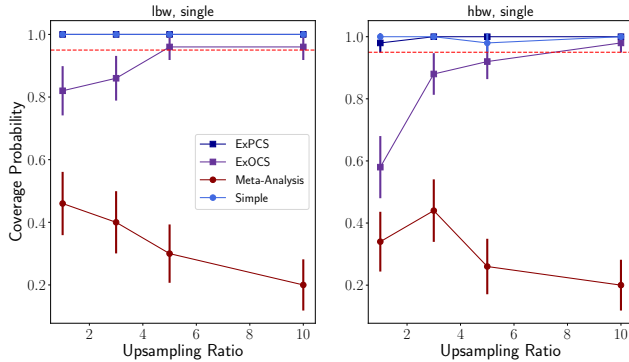 lbw, single
hbw, single
Coverage Probability
1.0
0.8
0.6
0.4
0.2
1.0
0.8
0.6
0.4
0.2
ExPCS
ExOCS
Meta-Analysis
Simple
2 4 6 8 10
2 4 6 8 10
Upsampling Ratio
Upsampling Ratio